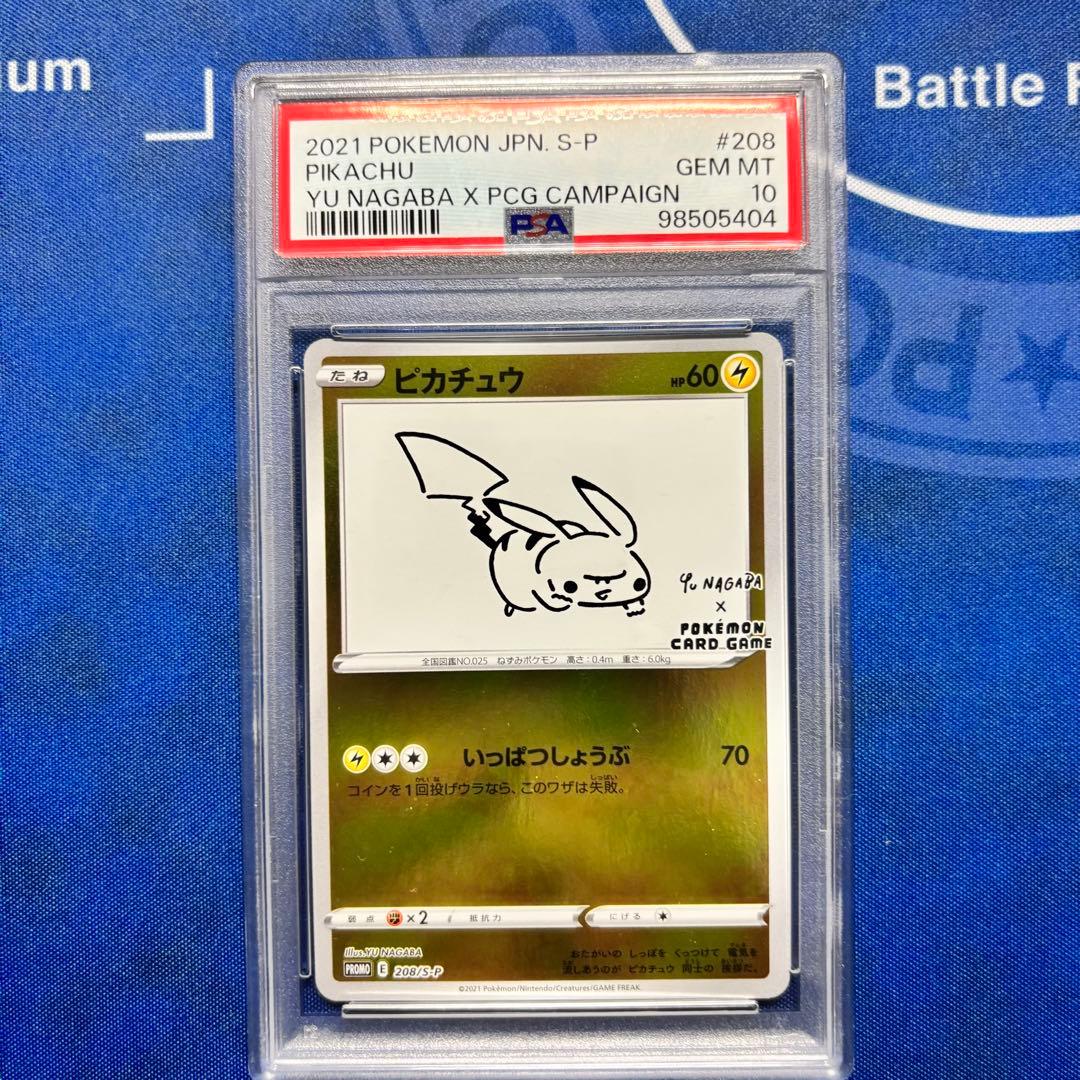 ium
Battle F
2021 POKEMON JPN. S-P #208
PIKACHU GEM MT
YU NAGABA X PCG CAMPAIGN 10
PSA 98505404
たね ピカチュウ HP60
YU NAGABA
X
POKÉMON
CARD GAME
全国図鑑NO.025 ねずみポケモン 高さ:0.4m 重さ:6.0kg
いっぱつしょうぶ 70
コインを1回投げウラなら、このワザは失敗。
弱点 ×2 抵抗力 にげる
Illus.YU NAGABA
おたがいの しっぽを くっつけて 電気を
PROMO E 208/S-P
流しあうのが ピカチュウ 同士の 挨拶だ。
©2021 Pokémon/Nintendo/Creatures/GAME FREAK.